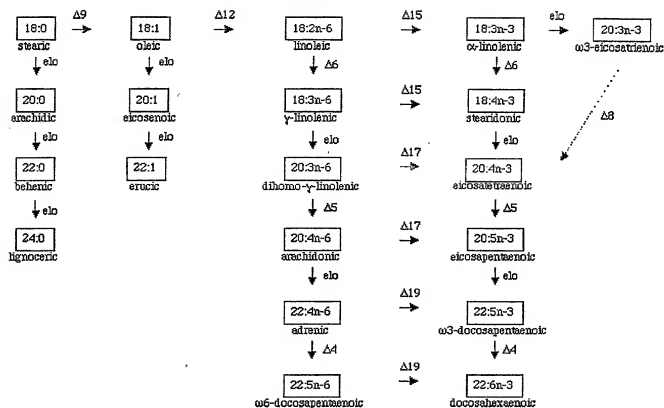 18:0 Δ9 18:1 Δ12 18:2n-6 Δ15 18:3n-3 elo 20:3n-3
stearic oleic linoleic α-linolenic ω3-eicosatrienoic
elo elo Δ6 Δ6
20:0 20:1 18:3n-6 Δ15 18:4n-3 Δ8
arachidic eicosenoic γ-linolenic stearidonic
elo elo elo elo
22:0 22:1 20:3n-6 Δ17 20:4n-3
behenic erucic dihomo-γ-linolenic eicosatetraenoic
elo Δ5 Δ5
24:0 20:4n-6 Δ17 20:5n-3
lignoceric arachidonic eicosapentaenoic
elo elo
22:4n-6 Δ19 22:5n-3
adrenic ω3-docosapentaenoic
Δ4 Δ4
22:5n-6 Δ19 22:6n-3
ω6-docosapentaenoic docosahexaenoic